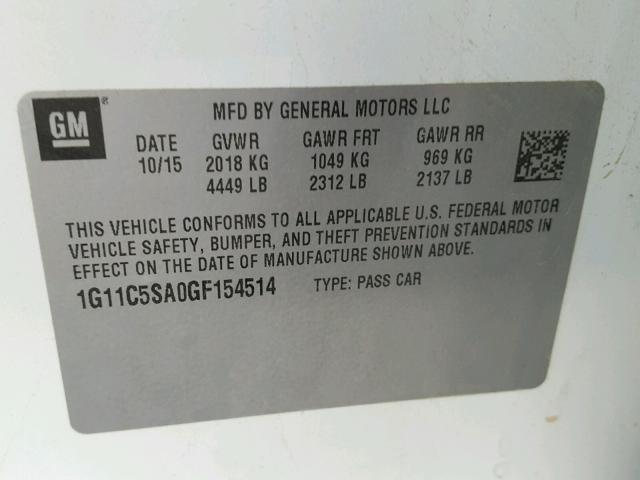 GM ®
MFD BY GENERAL MOTORS LLC
DATE GVWR GAWR FRT GAWR RR
10/15 2018 KG 1049 KG 969 KG
4449 LB 2312 LB 2137 LB
THIS VEHICLE CONFORMS TO ALL APPLICABLE U.S. FEDERAL MOTOR
VEHICLE SAFETY, BUMPER, AND THEFT PREVENTION STANDARDS IN
EFFECT ON THE DATE OF MANUFACTURE SHOWN ABOVE.
1G11C5SA0GF154514 TYPE: PASS CAR